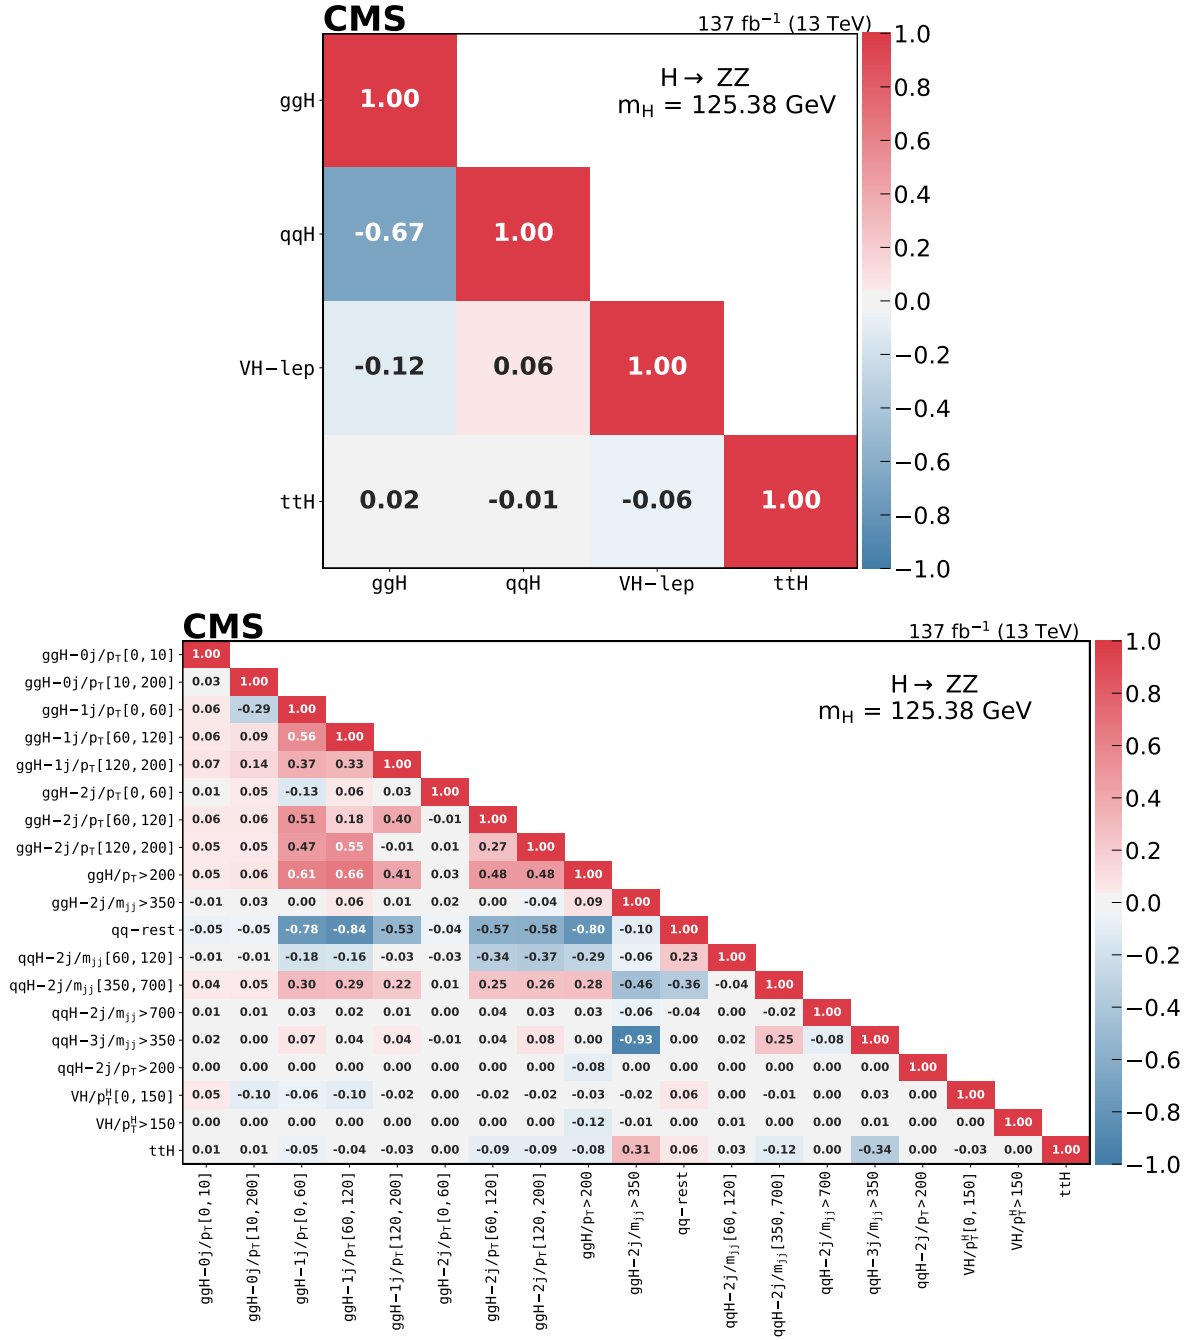 CMS
137 fb⁻¹ (13 TeV)
H→ ZZ
m_H = 125.38 GeV
ggH 1.00
qqH -0.67 1.00
VH−lep -0.12 0.06 1.00
ttH 0.02 -0.01 -0.06 1.00
ggH qqH VH−lep ttH
1.0
0.8
0.6
0.4
0.2
0.0
−0.2
−0.4
−0.6
−0.8
−1.0
CMS
137 fb⁻¹ (13 TeV)
H→ ZZ
m_H = 125.38 GeV
ggH−0j/p_T[0,10] 1.00
ggH−0j/p_T[10,200] 0.03 1.00
ggH−1j/p_T[0,60] 0.06 -0.29 1.00
ggH−1j/p_T[60,120] 0.06 0.09 0.56 1.00
ggH−1j/p_T[120,200] 0.07 0.14 0.37 0.33 1.00
ggH−2j/p_T[0,60] 0.01 0.05 -0.13 0.06 0.03 1.00
ggH−2j/p_T[60,120] 0.06 0.06 0.51 0.18 0.40 -0.01 1.00
ggH−2j/p_T[120,200] 0.05 0.05 0.47 0.55 -0.01 0.01 0.27 1.00
ggH/p_T>200 0.05 0.06 0.61 0.66 0.41 0.03 0.48 0.48 1.00
ggH−2j/m_jj>350 -0.01 0.03 0.00 0.06 0.01 0.02 0.00 -0.04 0.09 1.00
qq−rest -0.05 -0.05 -0.78 -0.84 -0.53 -0.04 -0.57 -0.58 -0.80 -0.10 1.00
qqH−2j/m_jj[60,120] -0.01 -0.01 -0.18 -0.16 -0.03 -0.03 -0.34 -0.37 -0.29 -0.06 0.23 1.00
qqH−2j/m_jj[350,700] 0.04 0.05 0.30 0.29 0.22 0.01 0.25 0.26 0.28 -0.46 -0.36 -0.04 1.00
qqH−2j/m_jj>700 0.01 0.01 0.03 0.02 0.01 0.00 0.04 0.03 0.03 -0.06 -0.04 0.00 -0.02 1.00
qqH−3j/m_jj>350 0.02 0.00 0.07 0.04 0.04 -0.01 0.04 0.08 0.00 -0.93 0.00 0.02 0.25 -0.08 1.00
qqH−2j/p_T>200 0.00 0.00 0.00 0.00 0.00 0.00 0.00 0.00 -0.08 0.00 0.00 0.00 0.00 0.00 0.00 1.00
VH/p_T^H[0,150] 0.05 -0.10 -0.06 -0.10 -0.02 0.00 -0.02 -0.02 -0.03 -0.02 0.06 0.00 -0.01 0.00 0.03 0.00 1.00
VH/p_T^H>150 0.00 0.00 0.00 0.00 0.00 0.00 0.00 0.00 -0.12 -0.01 0.00 0.00 0.01 0.00 0.01 0.00 0.00 1.00
ttH 0.01 0.01 -0.05 -0.04 -0.03 0.00 -0.09 -0.09 -0.08 0.31 0.06 0.03 -0.12 0.00 -0.34 0.00 -0.03 0.00 1.00
ggH−0j/p_T[0,10]
ggH−0j/p_T[10,200]
ggH−1j/p_T[0,60]
ggH−1j/p_T[60,120]
ggH−1j/p_T[120,200]
ggH−2j/p_T[0,60]
ggH−2j/p_T[60,120]
ggH−2j/p_T[120,200]
ggH/p_T>200
ggH−2j/m_jj>350
qq−rest
qqH−2j/m_jj[60,120]
qqH−2j/m_jj[350,700]
qqH−2j/m_jj>700
qqH−3j/m_jj>350
qqH−2j/p_T>200
VH/p_T^H[0,150]
VH/p_T^H>150
ttH
1.0
0.8
0.6
0.4
0.2
0.0
−0.2
−0.4
−0.6
−0.8
−1.0